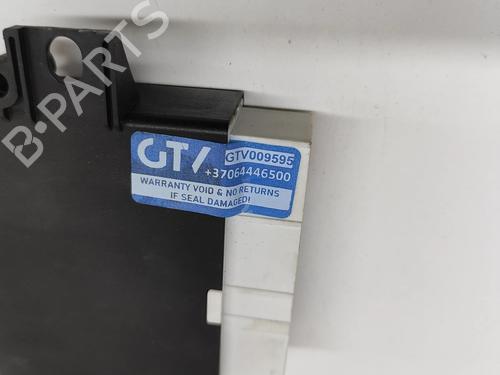 B-PARTS
GTV
GTV009595
+37064446500
WARRANTY VOID & NO RETURNS
IF SEAL DAMAGED!